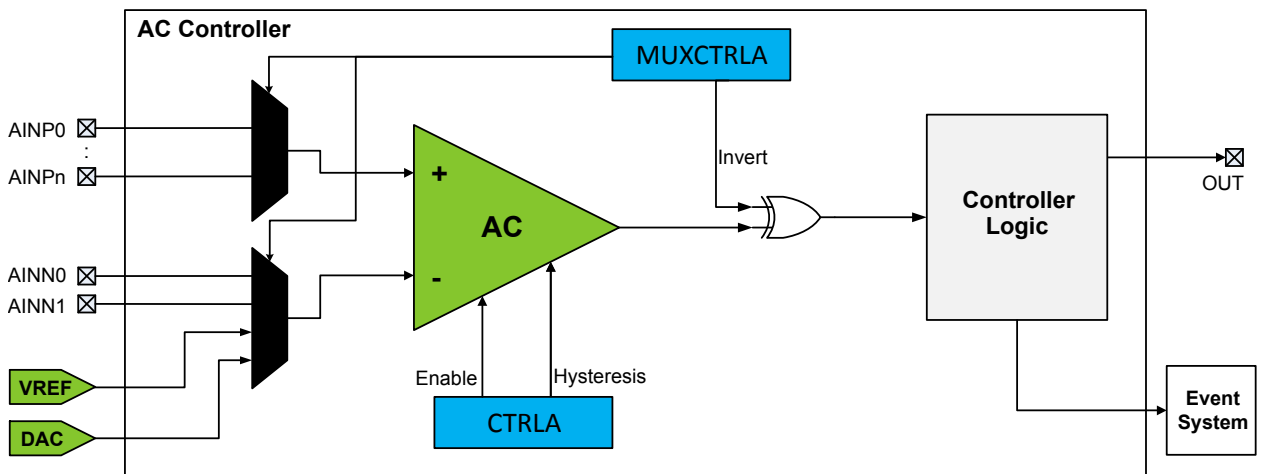 AC Controller
MUXCTRLA
AINP0
:
AINPn
Invert
+
AC
-
Controller
Logic
OUT
AINN0
AINN1
VREF
DAC
Enable
Hysteresis
CTRLA
Event
System